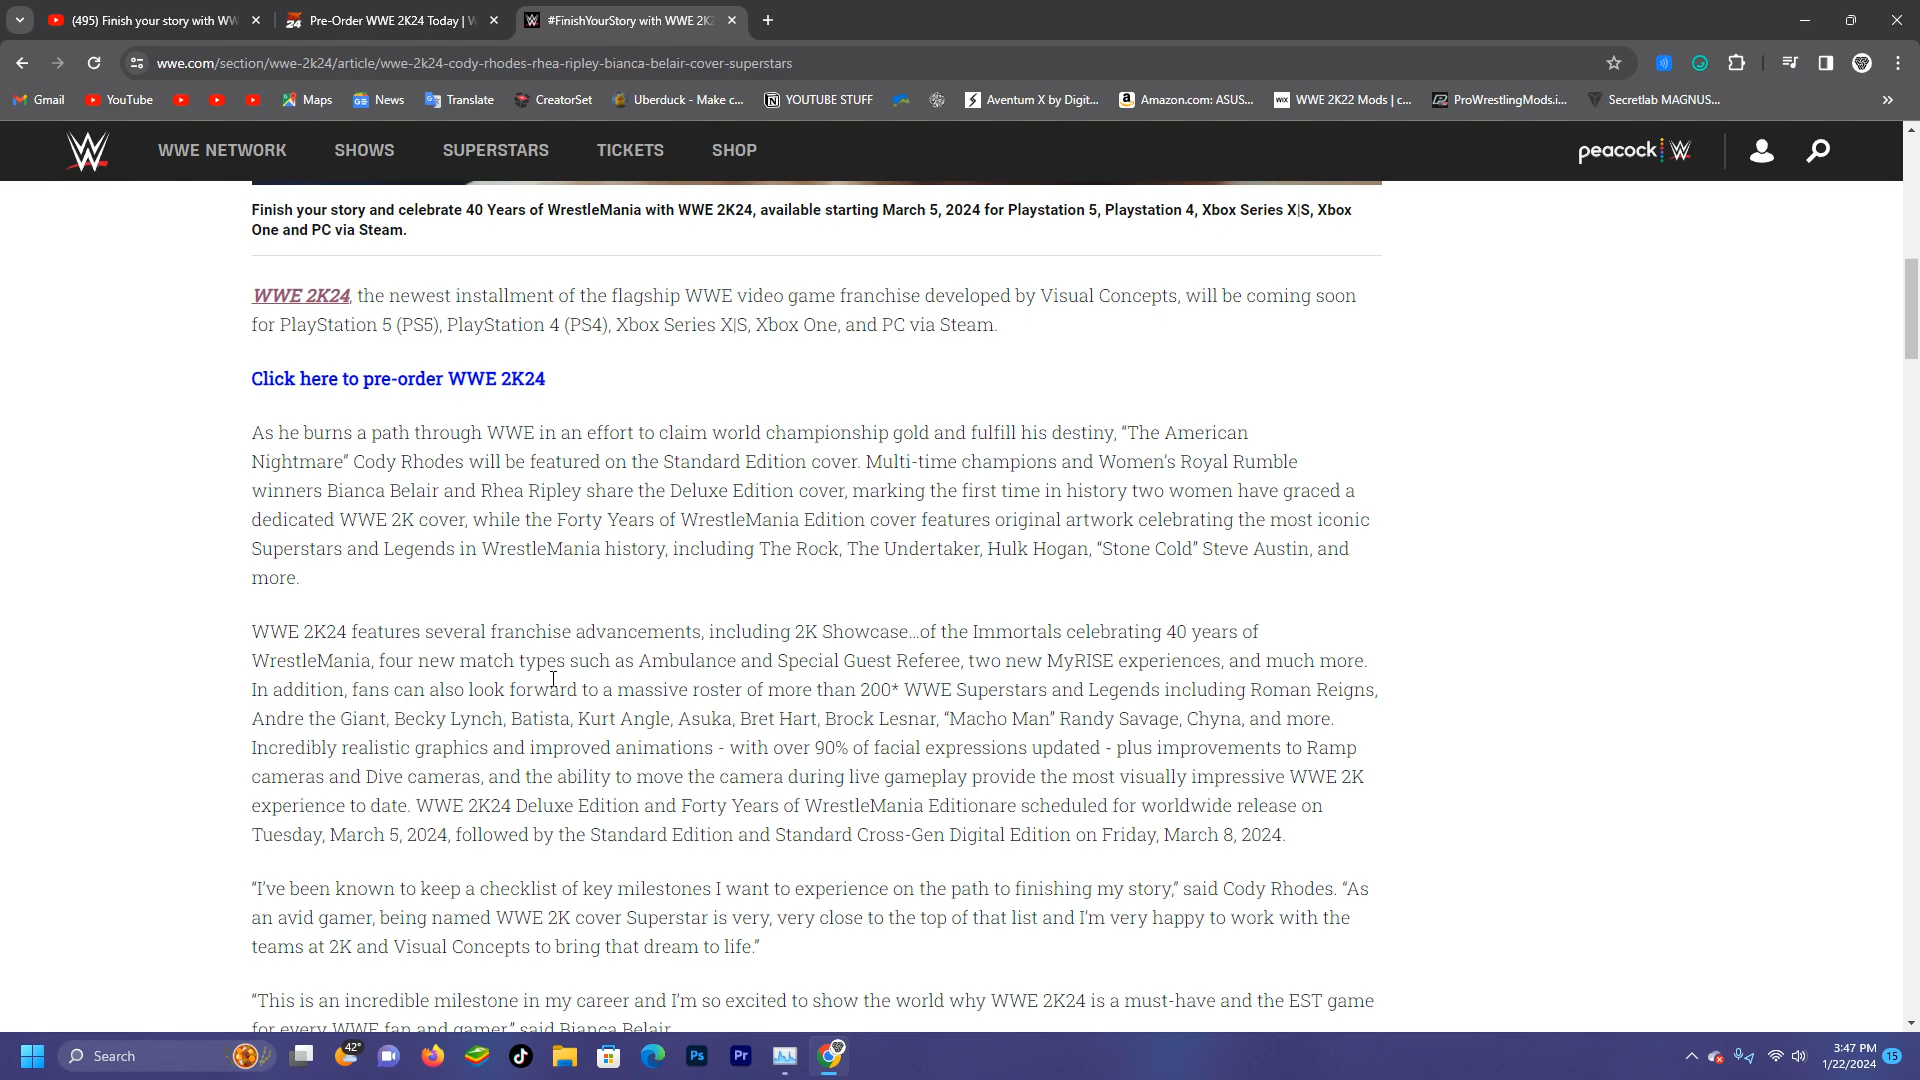 (495) Finish your story with WW
Pre-Order WWE 2K24 Today | W
#FinishYourStory with WWE 2K2
wwe.com/section/wwe-2k24/article/wwe-2k24-cody-rhodes-rhea-ripley-bianca-belair-cover-superstars
Gmail
YouTube
Maps
News
Translate
CreatorSet
Uberduck - Make c...
YOUTUBE STUFF
Aventum X by Digit...
Amazon.com: ASUS...
WWE 2K22 Mods | c...
ProWrestlingMods.i...
Secretlab MAGNUS...
WWE NETWORK
SHOWS
SUPERSTARS
TICKETS
SHOP
peacock
Finish your story and celebrate 40 Years of WrestleMania with WWE 2K24, available starting March 5, 2024 for Playstation 5, Playstation 4, Xbox Series X|S, Xbox
One and PC via Steam.
WWE 2K24, the newest installment of the flagship WWE video game franchise developed by Visual Concepts, will be coming soon
for PlayStation 5 (PS5), PlayStation 4 (PS4), Xbox Series X|S, Xbox One, and PC via Steam.
Click here to pre-order WWE 2K24
As he burns a path through WWE in an effort to claim world championship gold and fulfill his destiny, “The American
Nightmare” Cody Rhodes will be featured on the Standard Edition cover. Multi-time champions and Women’s Royal Rumble
winners Bianca Belair and Rhea Ripley share the Deluxe Edition cover, marking the first time in history two women have graced a
dedicated WWE 2K cover, while the Forty Years of WrestleMania Edition cover features original artwork celebrating the most iconic
Superstars and Legends in WrestleMania history, including The Rock, The Undertaker, Hulk Hogan, “Stone Cold” Steve Austin, and
more.
WWE 2K24 features several franchise advancements, including 2K Showcase…of the Immortals celebrating 40 years of
WrestleMania, four new match types such as Ambulance and Special Guest Referee, two new MyRISE experiences, and much more.
In addition, fans can also look forward to a massive roster of more than 200* WWE Superstars and Legends including Roman Reigns,
Andre the Giant, Becky Lynch, Batista, Kurt Angle, Asuka, Bret Hart, Brock Lesnar, “Macho Man” Randy Savage, Chyna, and more.
Incredibly realistic graphics and improved animations - with over 90% of facial expressions updated - plus improvements to Ramp
cameras and Dive cameras, and the ability to move the camera during live gameplay provide the most visually impressive WWE 2K
experience to date. WWE 2K24 Deluxe Edition and Forty Years of WrestleMania Editionare scheduled for worldwide release on
Tuesday, March 5, 2024, followed by the Standard Edition and Standard Cross-Gen Digital Edition on Friday, March 8, 2024.
“I’ve been known to keep a checklist of key milestones I want to experience on the path to finishing my story,” said Cody Rhodes. “As
an avid gamer, being named WWE 2K cover Superstar is very, very close to the top of that list and I’m very happy to work with the
teams at 2K and Visual Concepts to bring that dream to life.”
“This is an incredible milestone in my career and I’m so excited to show the world why WWE 2K24 is a must-have and the EST game
for every WWE fan and gamer,” said Bianca Belair.
Search
42°
Ps
Pr
3:47 PM
1/22/2024
15